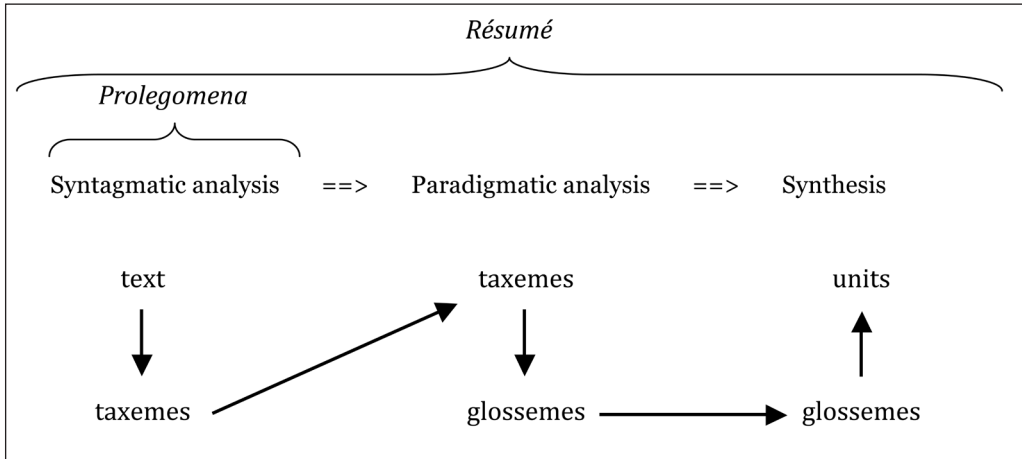 Résumé
Prolegomena
Syntagmatic analysis ==> Paradigmatic analysis ==> Synthesis
text taxemes units
taxemes glossemes glossemes